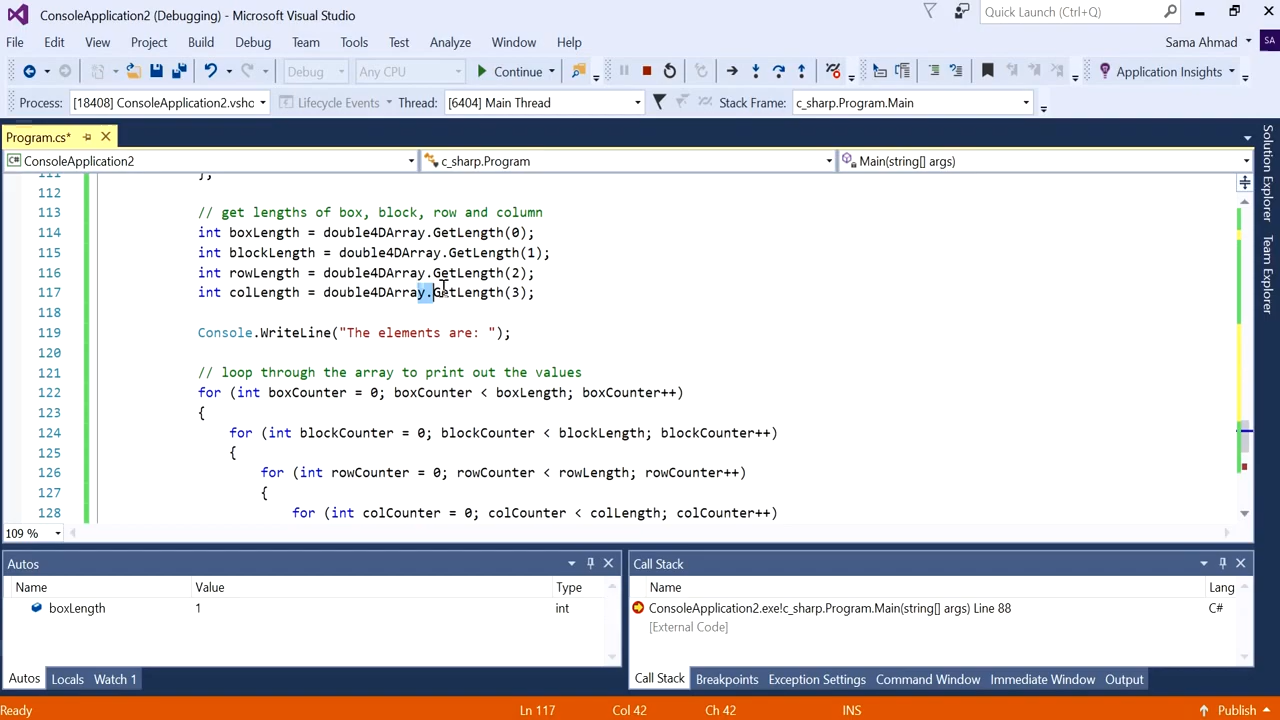 ConsoleApplication2 (Debugging) - Microsoft Visual Studio
Quick Launch (Ctrl+Q)
File Edit View Project Build Debug Team Tools Test Analyze Window Help
Sama Ahmad SA
Debug Any CPU Continue Application Insights
Process: [18408] ConsoleApplication2.vsho Lifecycle Events Thread: [6404] Main Thread Stack Frame: c_sharp.Program.Main
Program.cs*
ConsoleApplication2 c_sharp.Program Main(string[] args)
Solution Explorer
Team Explorer
111 };
112
113 // get lengths of box, block, row and column
114 int boxLength = double4DArray.GetLength(0);
115 int blockLength = double4DArray.GetLength(1);
116 int rowLength = double4DArray.GetLength(2);
117 int colLength = double4DArray.GetLength(3);
118
119 Console.WriteLine("The elements are: ");
120
121 // loop through the array to print out the values
122 for (int boxCounter = 0; boxCounter < boxLength; boxCounter++)
123 {
124 for (int blockCounter = 0; blockCounter < blockLength; blockCounter++)
125 {
126 for (int rowCounter = 0; rowCounter < rowLength; rowCounter++)
127 {
128 for (int colCounter = 0; colCounter < colLength; colCounter++)
109 %
Autos
Name Value Type
boxLength 1 int
Autos Locals Watch 1
Call Stack
Name Lang
ConsoleApplication2.exe!c_sharp.Program.Main(string[] args) Line 88 C#
[External Code]
Call Stack Breakpoints Exception Settings Command Window Immediate Window Output
Ready Ln 117 Col 42 Ch 42 INS Publish